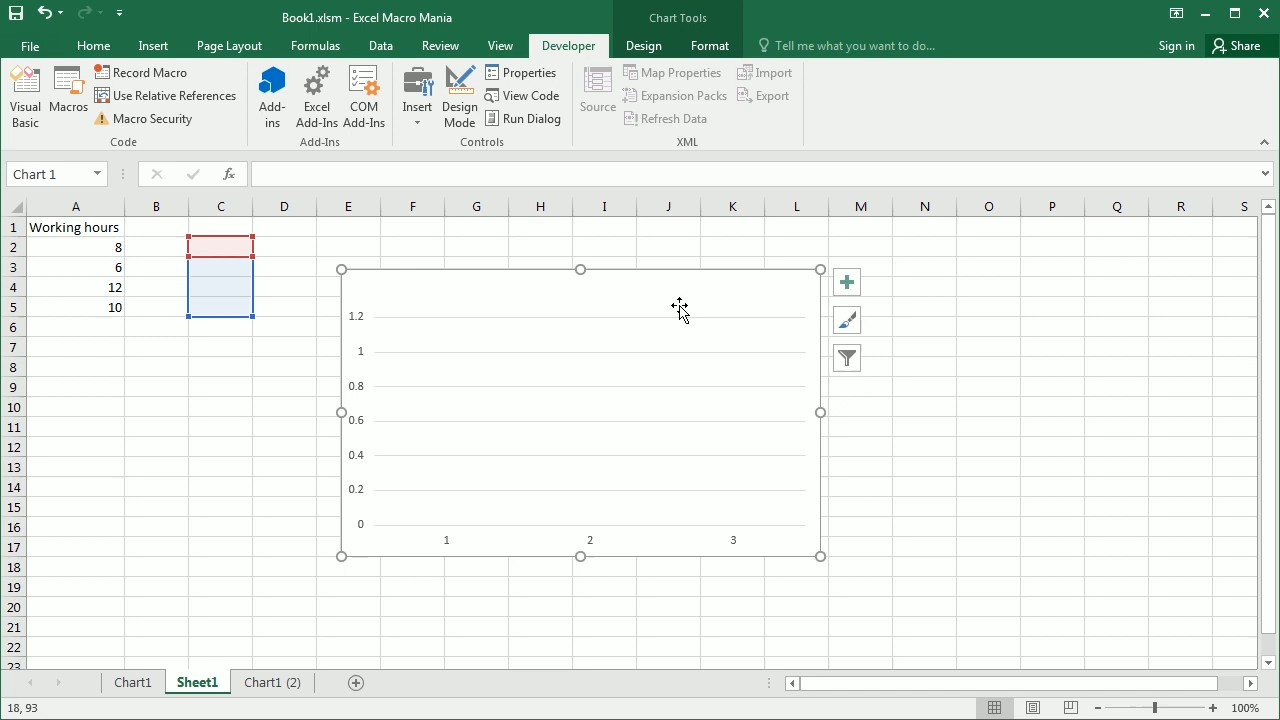 Book1.xlsm - Excel Macro Mania
Chart Tools
File Home Insert Page Layout Formulas Data Review View Developer Design Format Tell me what you want to do... Sign in Share
Visual Basic
Macros
Record Macro
Use Relative References
Macro Security
Code
Add-ins
Excel Add-Ins
COM Add-Ins
Add-Ins
Insert
Design Mode
Properties
View Code
Run Dialog
Controls
Source
Map Properties
Expansion Packs
Refresh Data
Import
Export
XML
Chart 1 fx
A B C D E F G H I J K L M N O P Q R S
1 Working hours
2 8
3 6
4 12
5 10
6
7
8
9
10
11
12
13
14
15
16
17
18
19
20
21
22
23
1.2
1
0.8
0.6
0.4
0.2
0
1 2 3
Chart1 Sheet1 Chart1 (2)
18, 93 100%